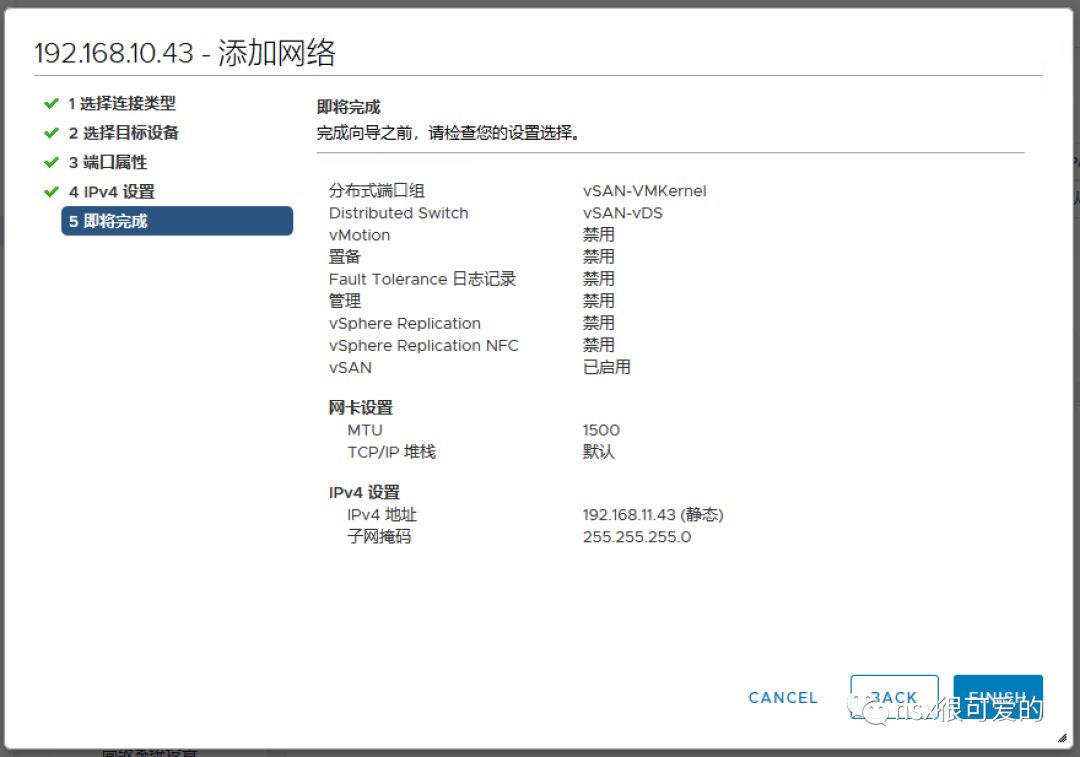 192.168.10.43 - 添加网络
1 选择连接类型
2 选择目标设备
3 端口属性
4 IPv4 设置
5 即将完成
即将完成
完成向导之前，请检查您的设置选择。
分布式端口组 vSAN-VMKernel
Distributed Switch vSAN-vDS
vMotion 禁用
置备 禁用
Fault Tolerance 日志记录 禁用
管理 禁用
vSphere Replication 禁用
vSphere Replication NFC 禁用
vSAN 已启用
网卡设置
MTU 1500
TCP/IP 堆栈 默认
IPv4 设置
IPv4 地址 192.168.11.43 (静态)
子网掩码 255.255.255.0
CANCEL BACK FINISH
nsx很可爱的